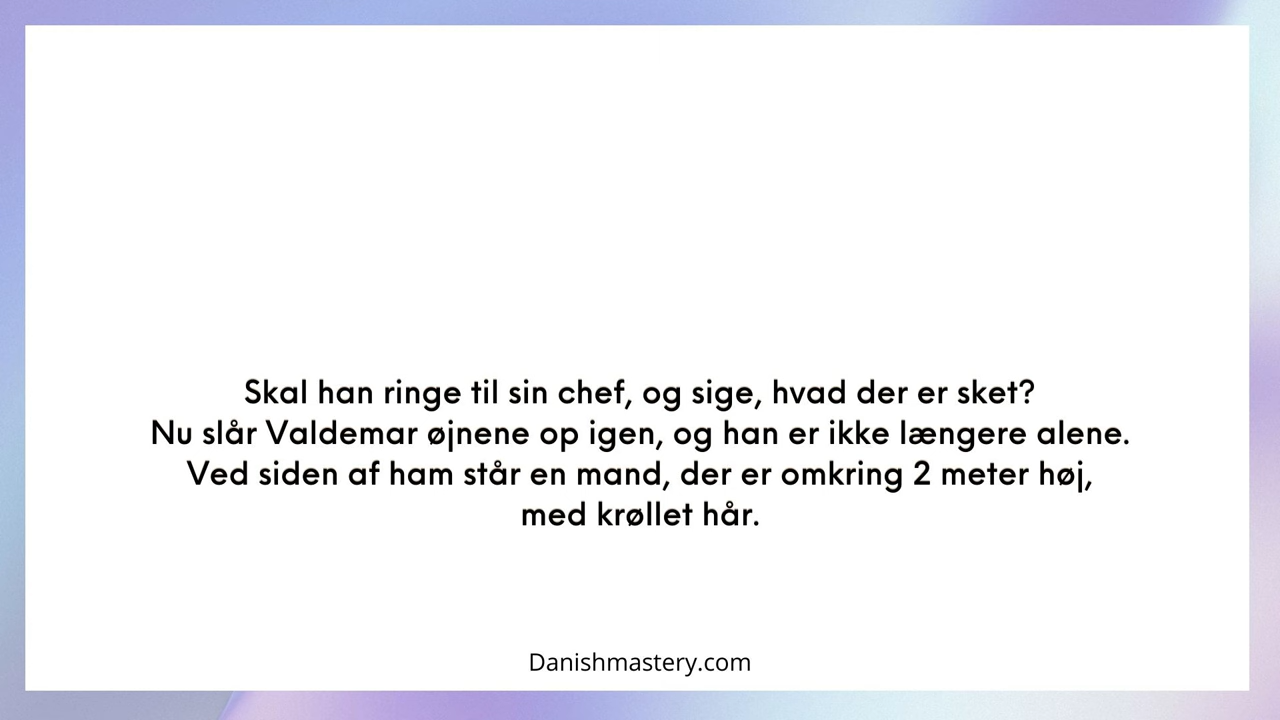 Skal han ringe til sin chef, og sige, hvad der er sket?
Nu slår Valdemar øjnene op igen, og han er ikke længere alene.
Ved siden af ham står en mand, der er omkring 2 meter høj,
med krøllet hår.
Danishmastery.com